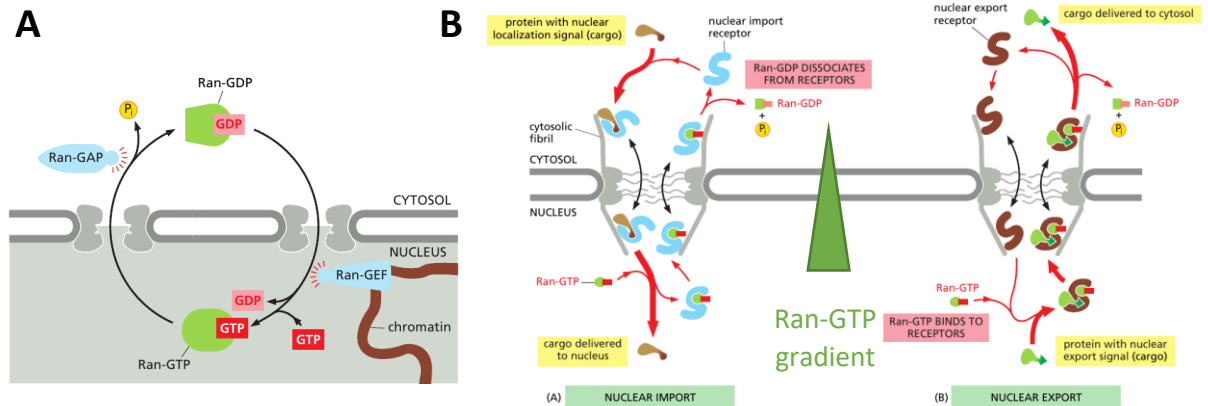 A
Ran-GDP
Pi
GDP
Ran-GAP
CYTOSOL
NUCLEUS
Ran-GEF
GDP
GTP
GTP
chromatin
Ran-GTP
B
protein with nuclear
localization signal (cargo)
nuclear import
receptor
Ran-GDP DISSOCIATES
FROM RECEPTORS
Ran-GDP
+
Pi
cytosolic
fibril
CYTOSOL
NUCLEUS
Ran-GTP
cargo delivered
to nucleus
(A) NUCLEAR IMPORT
Ran-GTP
gradient
nuclear export
receptor
cargo delivered to cytosol
Ran-GDP
+
Pi
Ran-GTP
Ran-GTP BINDS TO
RECEPTORS
protein with nuclear
export signal (cargo)
(B) NUCLEAR EXPORT